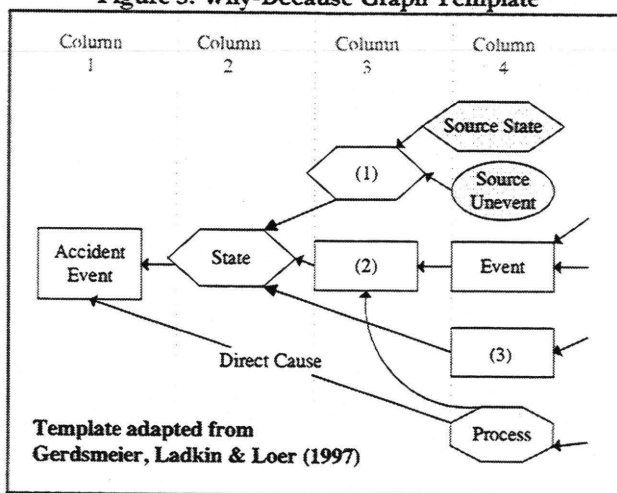 Figure 3: Why-Because Graph Template
Column
1
Column
2
Column
3
Column
4
Source State
(1)
Source
Unevent
Accident
Event
State
(2)
Event
(3)
Direct Cause
Process
Template adapted from
Gerdsmeier, Ladkin & Loer (1997)